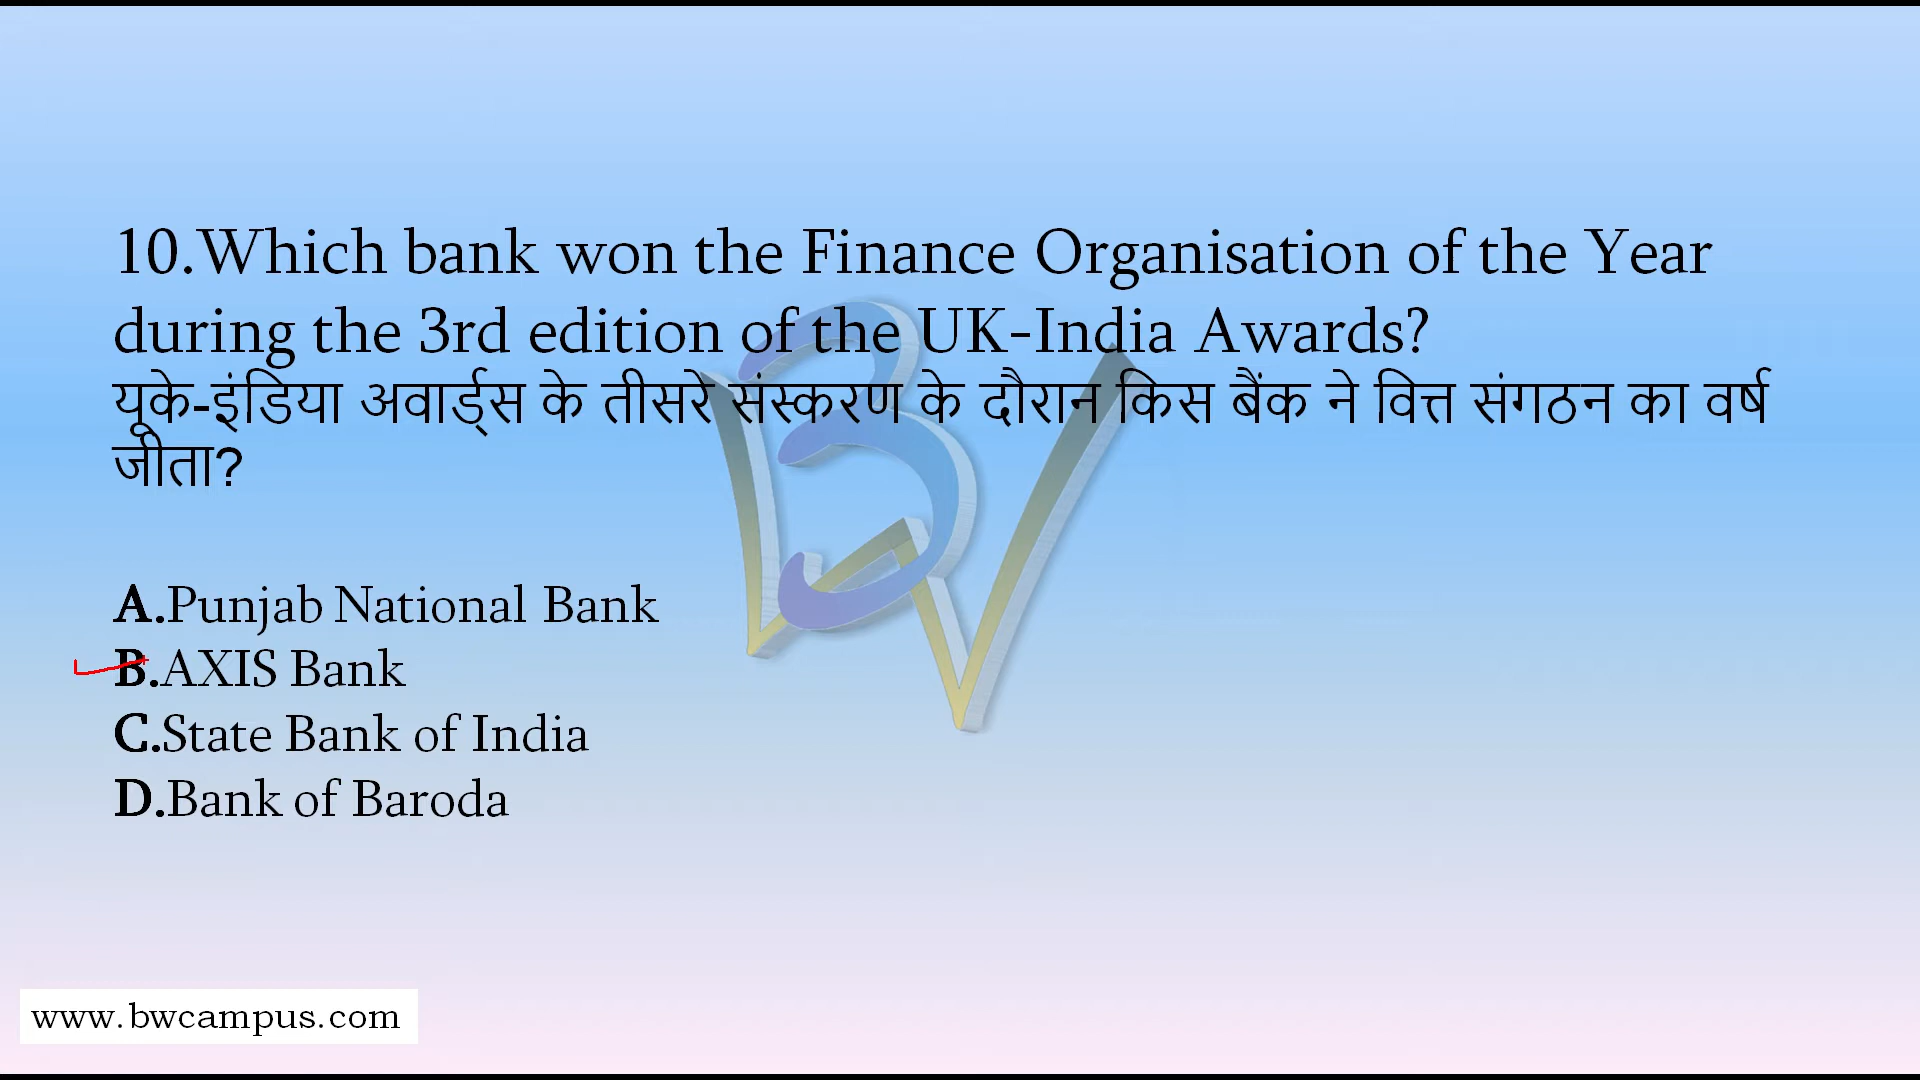 10.Which bank won the Finance Organisation of the Year
during the 3rd edition of the UK-India Awards?
यूके-इंडिया अवार्ड्स के तीसरे संस्करण के दौरान किस बैंक ने वित्त संगठन का वर्ष
जीता?
A.Punjab National Bank
B.AXIS Bank
C.State Bank of India
D.Bank of Baroda
www.bwcampus.com